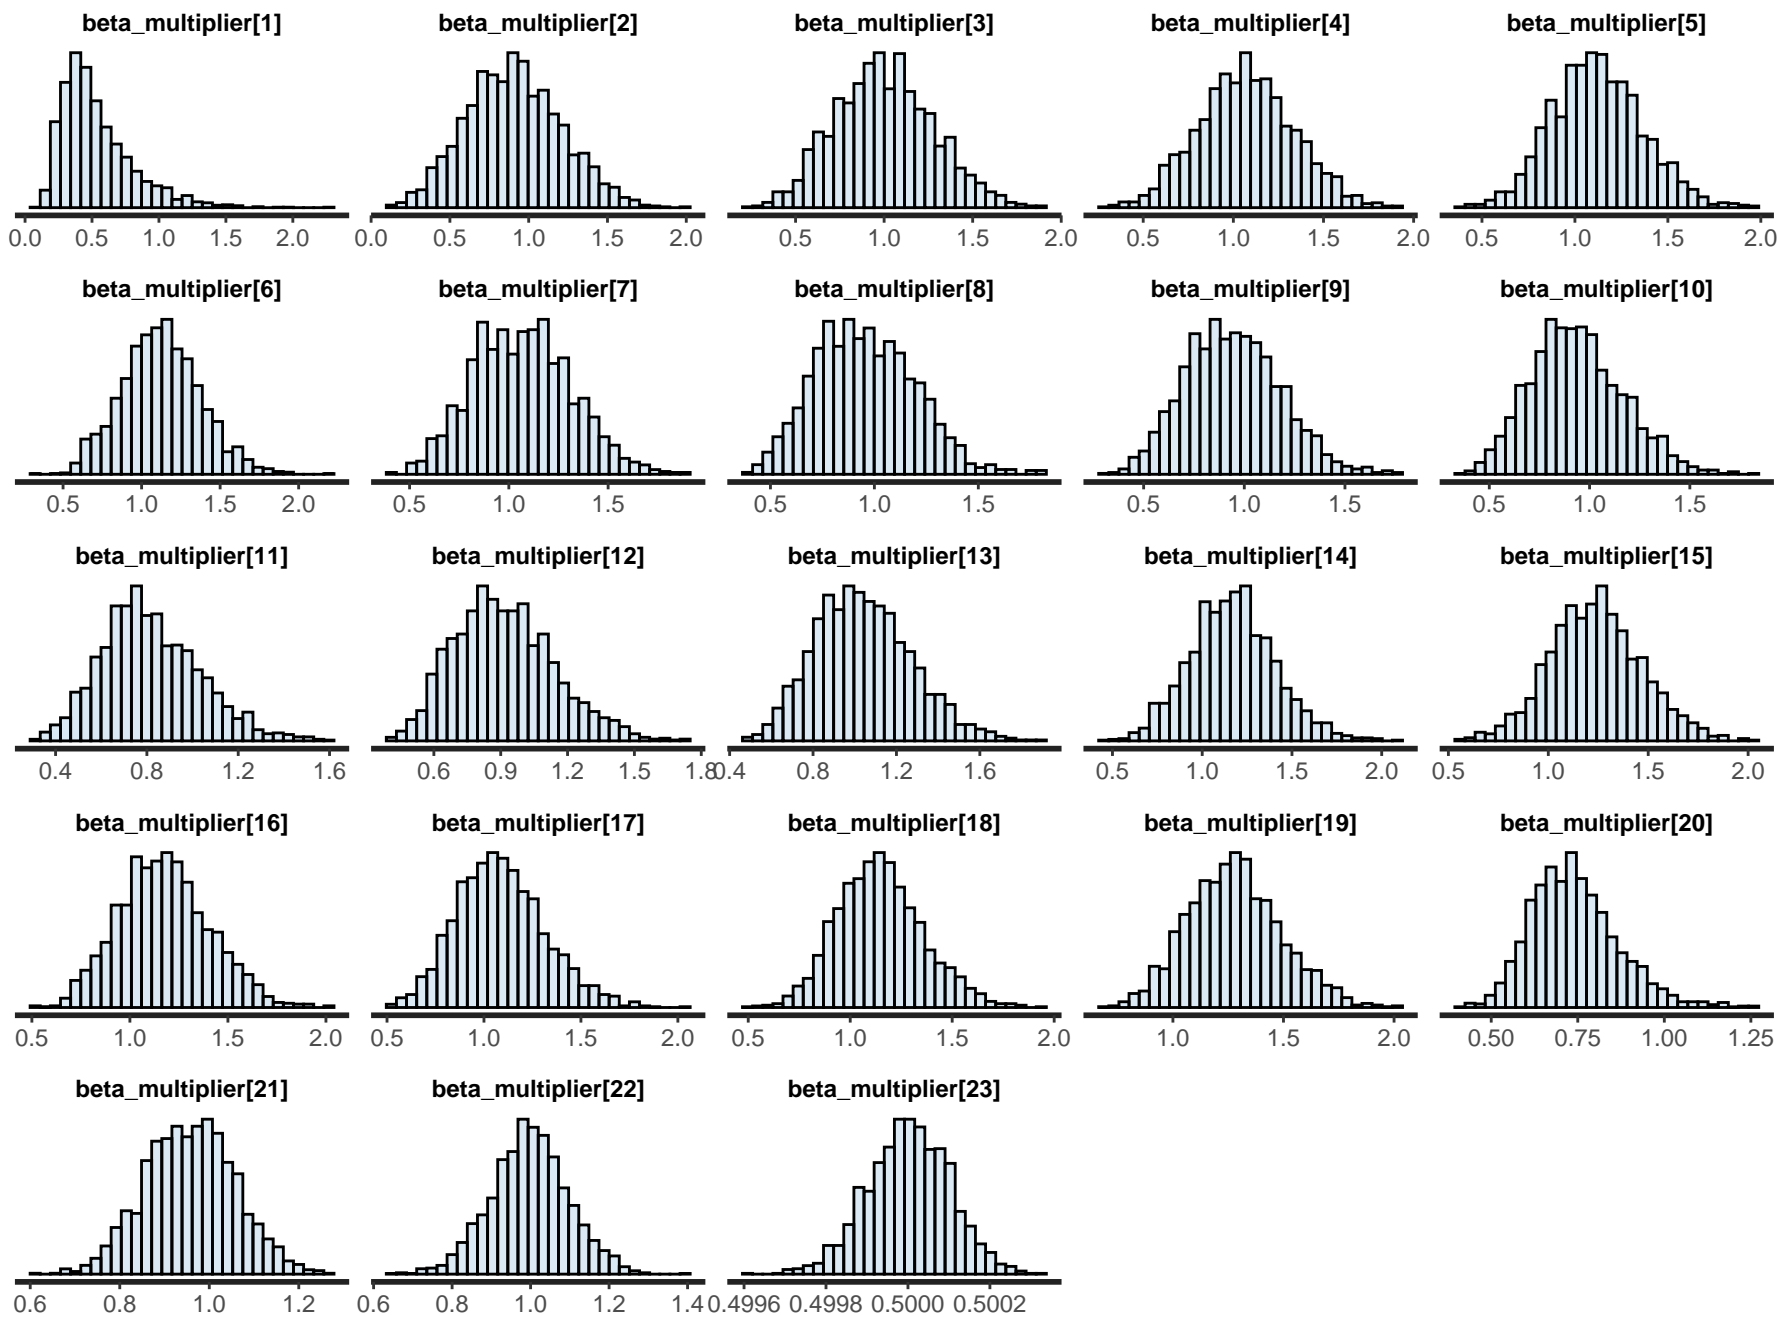 beta_multiplier[1] beta_multiplier[2] beta_multiplier[3] beta_multiplier[4] beta_multiplier[5]
0.0 0.5 1.0 1.5 2.0 0.0 0.5 1.0 1.5 2.0 0.5 1.0 1.5 2.0 0.5 1.0 1.5 2.0 0.5 1.0 1.5 2.0
beta_multiplier[6] beta_multiplier[7] beta_multiplier[8] beta_multiplier[9] beta_multiplier[10]
0.5 1.0 1.5 2.0 0.5 1.0 1.5 0.5 1.0 1.5 0.5 1.0 1.5 0.5 1.0 1.5
beta_multiplier[11] beta_multiplier[12] beta_multiplier[13] beta_multiplier[14] beta_multiplier[15]
0.4 0.8 1.2 1.6 0.6 0.9 1.2 1.5 1.8 0.4 0.8 1.2 1.6 0.5 1.0 1.5 2.0 0.5 1.0 1.5 2.0
beta_multiplier[16] beta_multiplier[17] beta_multiplier[18] beta_multiplier[19] beta_multiplier[20]
0.5 1.0 1.5 2.0 0.5 1.0 1.5 2.0 0.5 1.0 1.5 2.0 1.0 1.5 2.0 0.50 0.75 1.00 1.25
beta_multiplier[21] beta_multiplier[22] beta_multiplier[23]
0.6 0.8 1.0 1.2 0.6 0.8 1.0 1.2 1.4 0.4996 0.4998 0.5000 0.5002